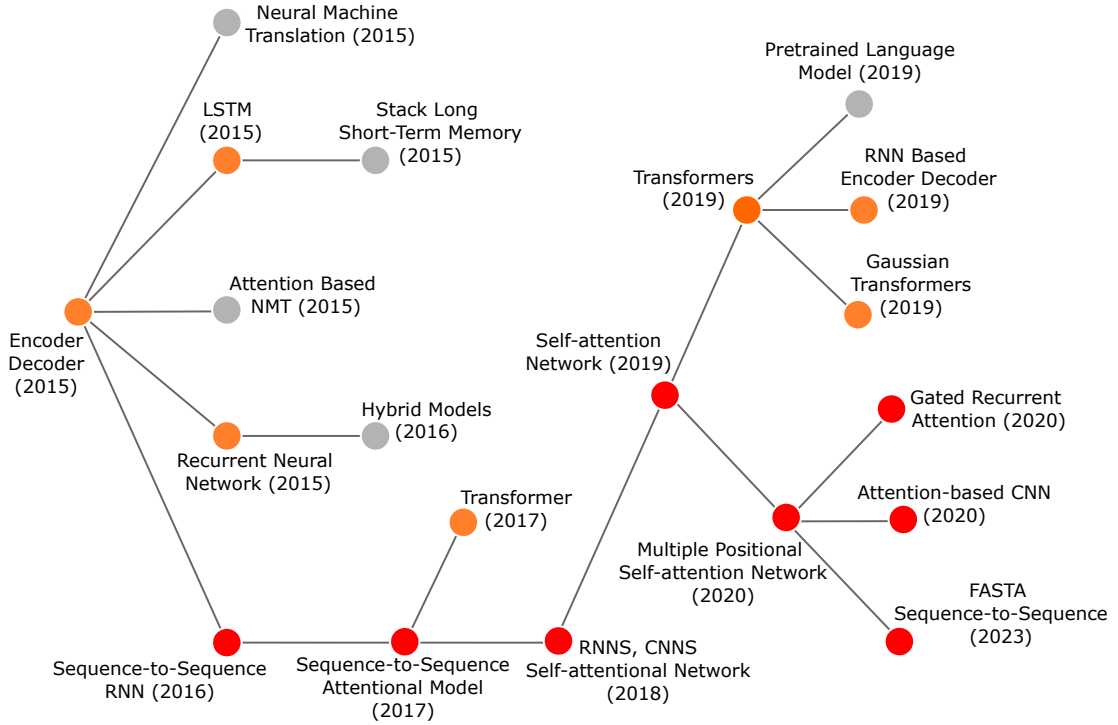 Neural Machine
Translation (2015)
LSTM
(2015)
Stack Long
Short-Term Memory
(2015)
Attention Based
NMT (2015)
Encoder
Decoder
(2015)
Hybrid Models
(2016)
Recurrent Neural
Network (2015)
Transformer
(2017)
Sequence-to-Sequence
RNN (2016)
Sequence-to-Sequence
Attentional Model
(2017)
RNNS, CNNS
Self-attentional Network
(2018)
Pretrained Language
Model (2019)
Transformers
(2019)
RNN Based
Encoder Decoder
(2019)
Gaussian
Transformers
(2019)
Self-attention
Network (2019)
Gated Recurrent
Attention (2020)
Attention-based CNN
(2020)
Multiple Positional
Self-attention Network
(2020)
FASTA
Sequence-to-Sequence
(2023)